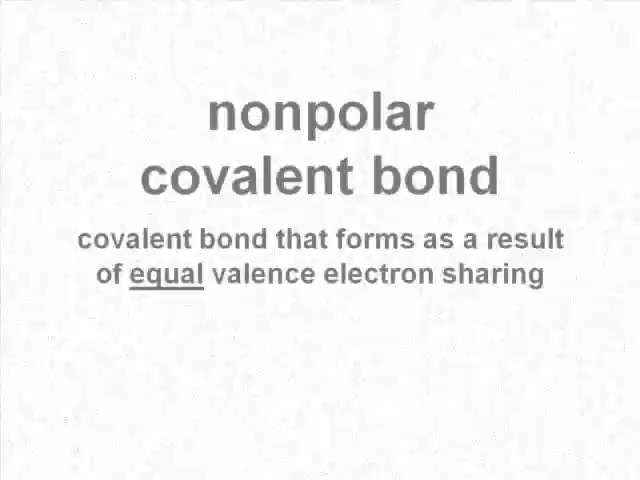 nonpolar
covalent bond
covalent bond that forms as a result
of equal valence electron sharing